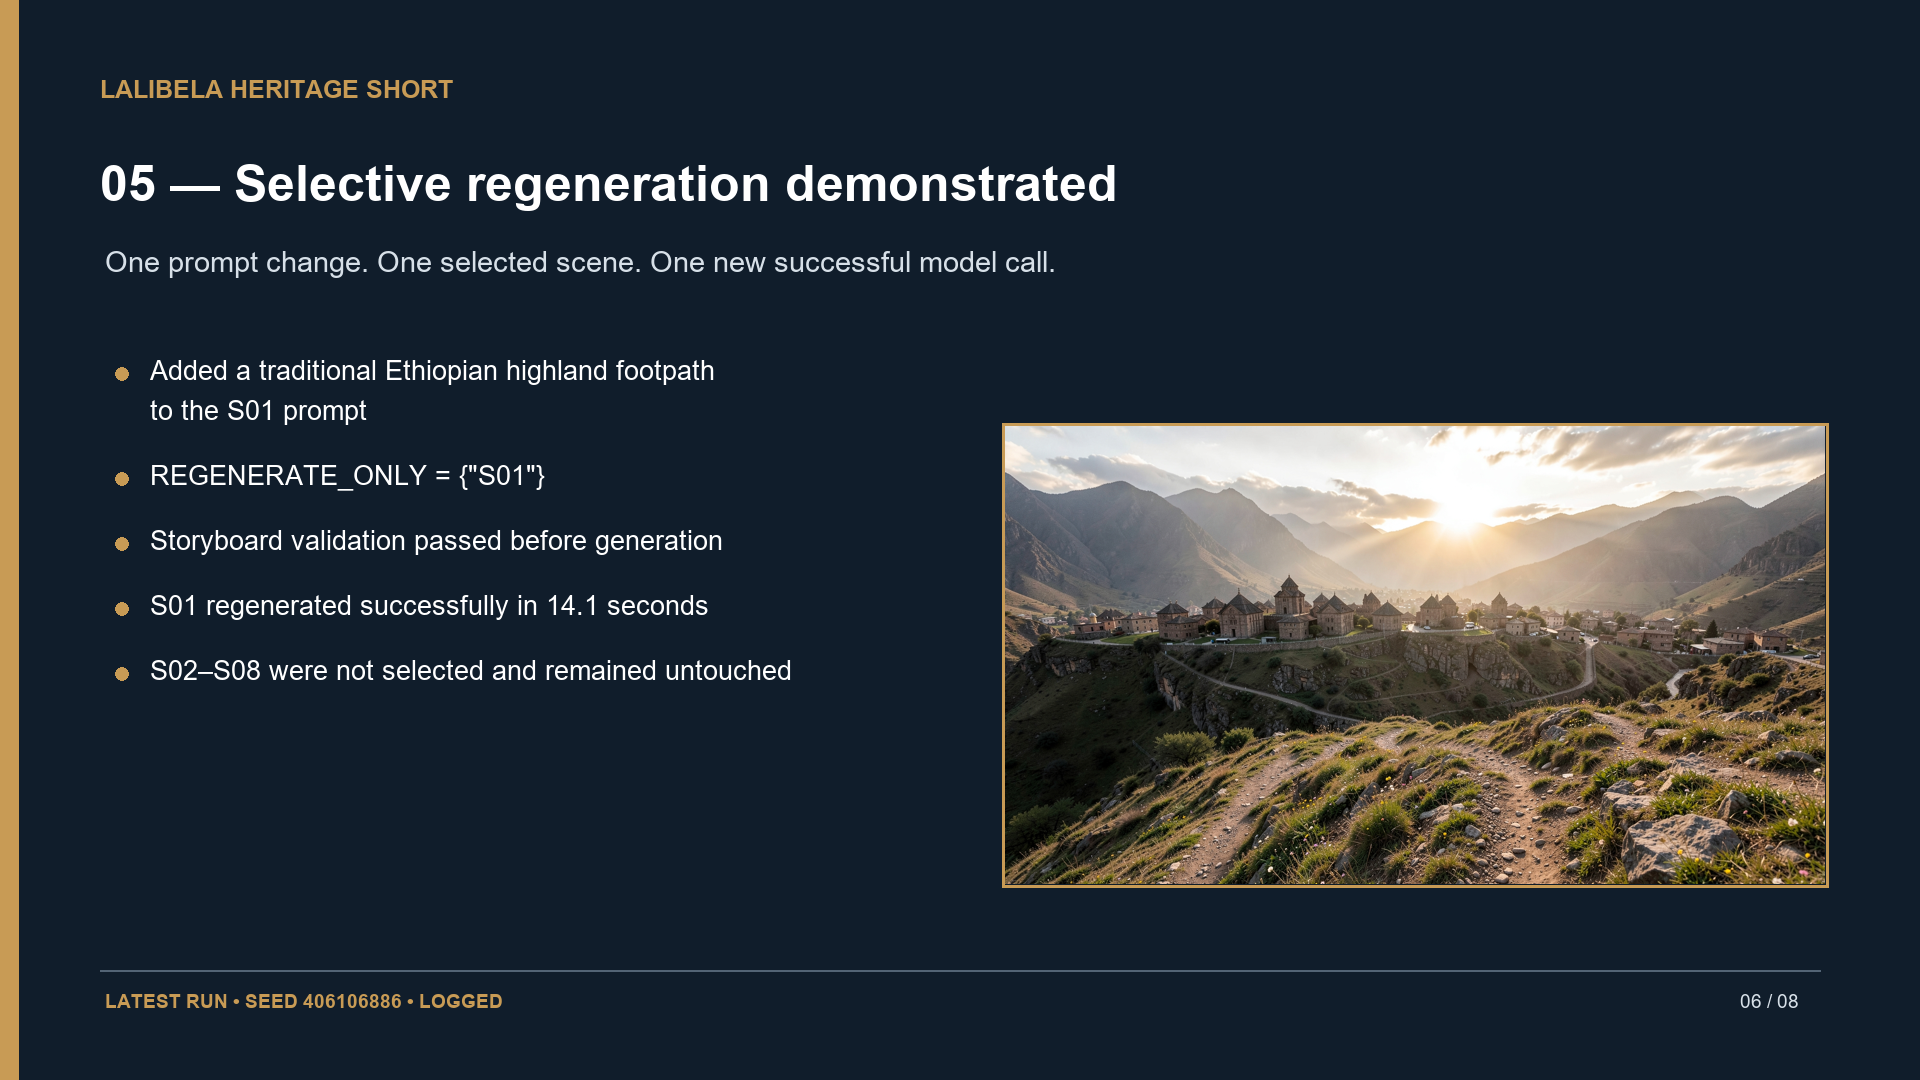 LALIBELA HERITAGE SHORT
05 — Selective regeneration demonstrated
One prompt change. One selected scene. One new successful model call.
Added a traditional Ethiopian highland footpath
to the S01 prompt
REGENERATE_ONLY = {"S01"}
Storyboard validation passed before generation
S01 regenerated successfully in 14.1 seconds
S02–S08 were not selected and remained untouched
LATEST RUN • SEED 406106886 • LOGGED
06 / 08